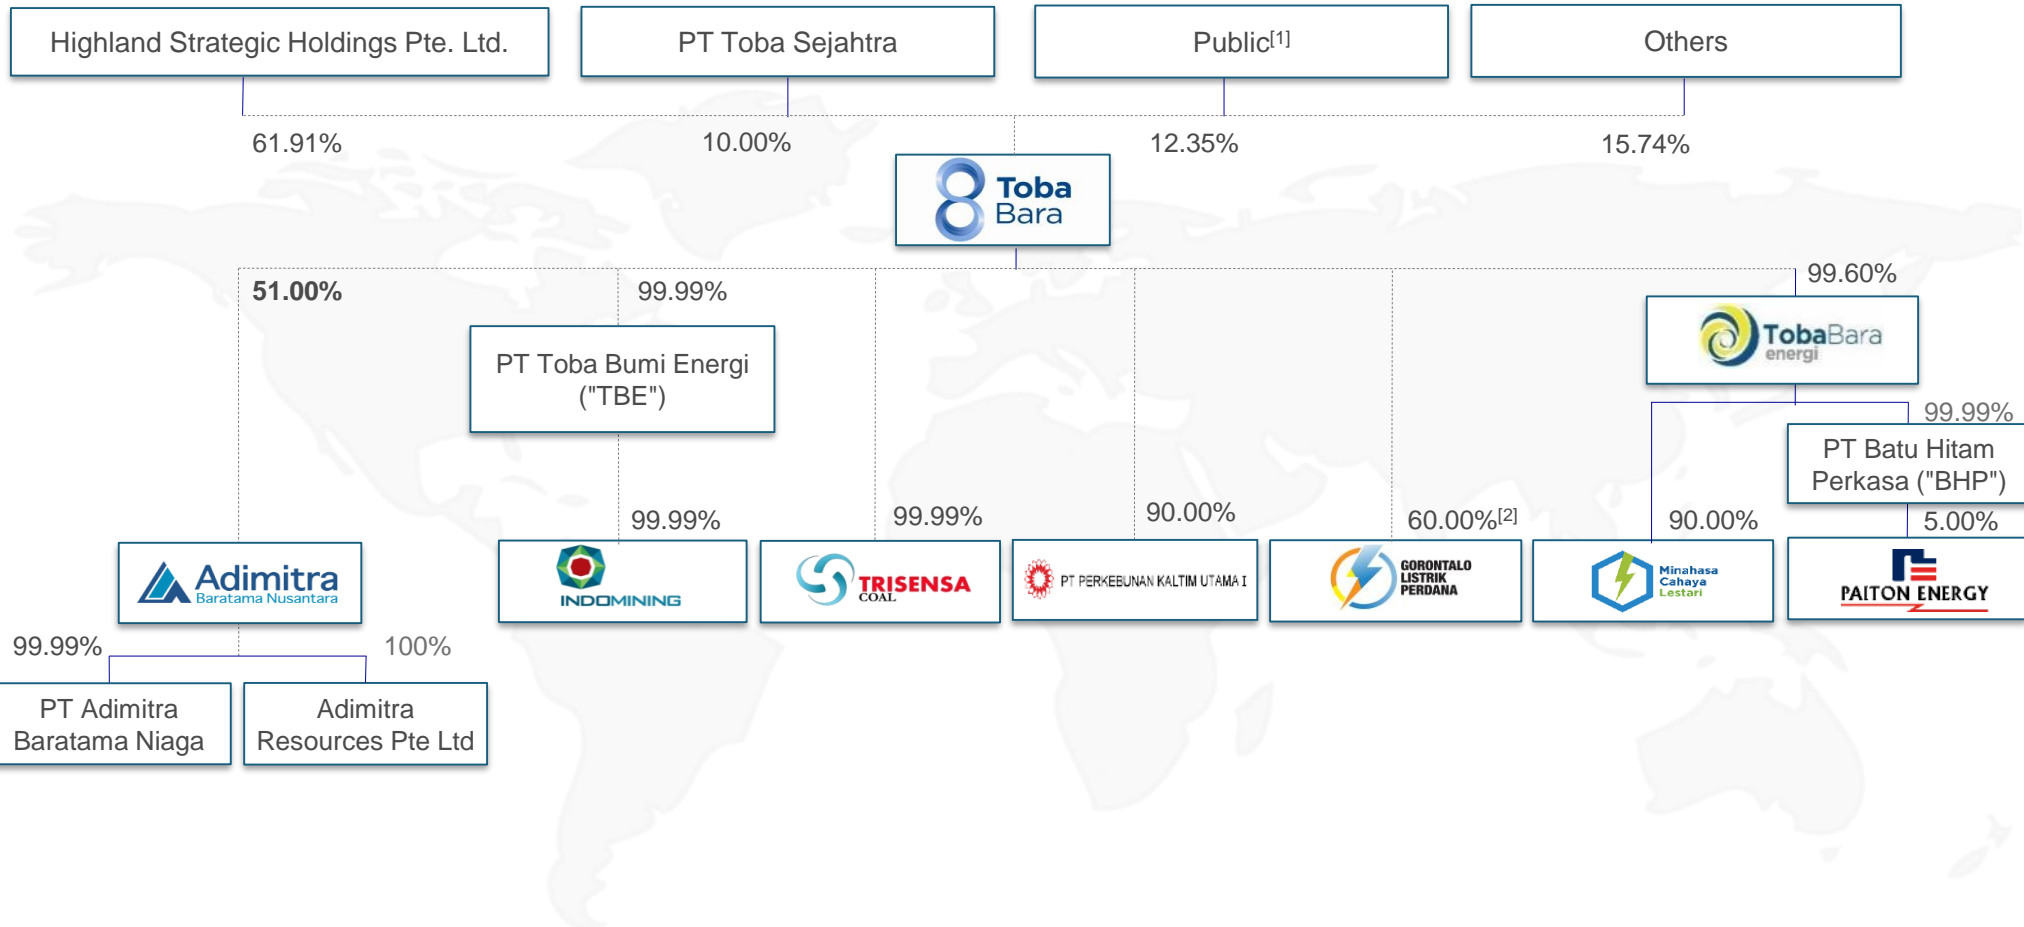 Highland Strategic Holdings Pte. Ltd.
PT Toba Sejahtra
Public[1]
Others
61.91%
10.00%
12.35%
15.74%
Toba
Bara
51.00%
99.99%
99.60%
PT Toba Bumi Energi
("TBE")
TobaBara
energi
99.99%
PT Batu Hitam
Perkasa ("BHP")
99.99%
99.99%
90.00%
60.00%[2]
90.00%
5.00%
Adimitra
Baratama Nusantara
INDOMINING
TRISENSA
COAL
PT PERKEBUNAN KALTIM UTAMA I
GORONTALO
LISTRIK
PERDANA
Minahasa
Cahaya
Lestari
PAITON ENERGY
99.99%
100%
PT Adimitra
Baratama Niaga
Adimitra
Resources Pte Ltd